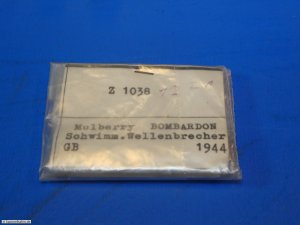 Z 1038
Mulberry BOMBARDON
Schwimm.Wellenbrecher
GB 1944